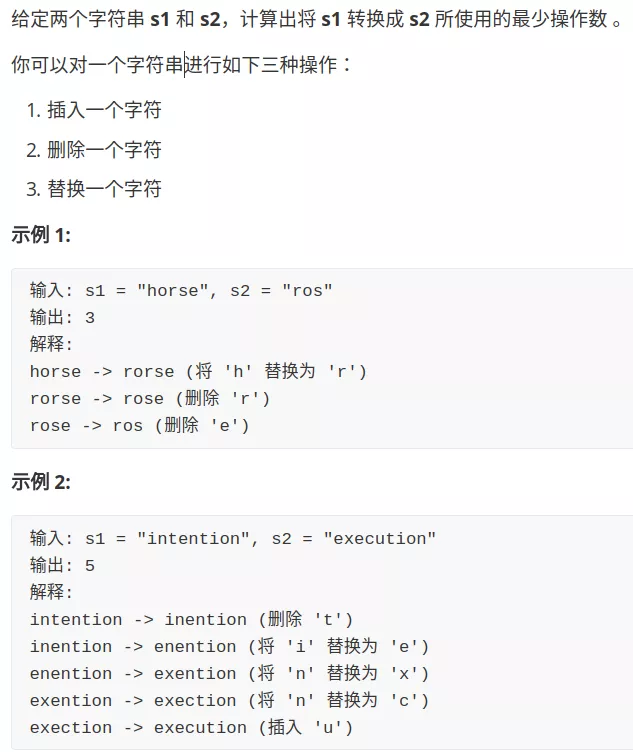 给定两个字符串 s1 和 s2，计算出将 s1 转换成 s2 所使用的最少操作数 。
你可以对一个字符串进行如下三种操作：
1. 插入一个字符
2. 删除一个字符
3. 替换一个字符
示例 1:
输入: s1 = "horse", s2 = "ros"
输出: 3
解释:
horse -> rorse (将 'h' 替换为 'r')
rorse -> rose (删除 'r')
rose -> ros (删除 'e')
示例 2:
输入: s1 = "intention", s2 = "execution"
输出: 5
解释:
intention -> inention (删除 't')
inention -> enention (将 'i' 替换为 'e')
enention -> exention (将 'n' 替换为 'x')
exention -> exection (将 'n' 替换为 'c')
exection -> execution (插入 'u')